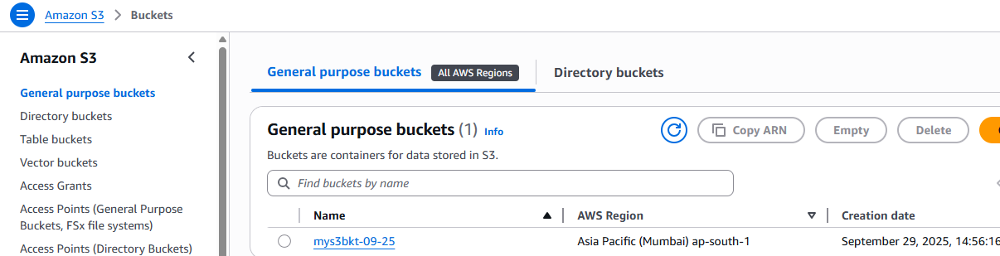 Amazon S3 > Buckets
Amazon S3
General purpose buckets
Directory buckets
Table buckets
Vector buckets
Access Grants
Access Points (General Purpose
Buckets, FSx file systems)
Access Points (Directory Buckets)
General purpose buckets All AWS Regions Directory buckets
General purpose buckets (1) Info
Copy ARN Empty Delete
Buckets are containers for data stored in S3.
Find buckets by name
Name AWS Region Creation date
mys3bkt-09-25 Asia Pacific (Mumbai) ap-south-1 September 29, 2025, 14:56:16